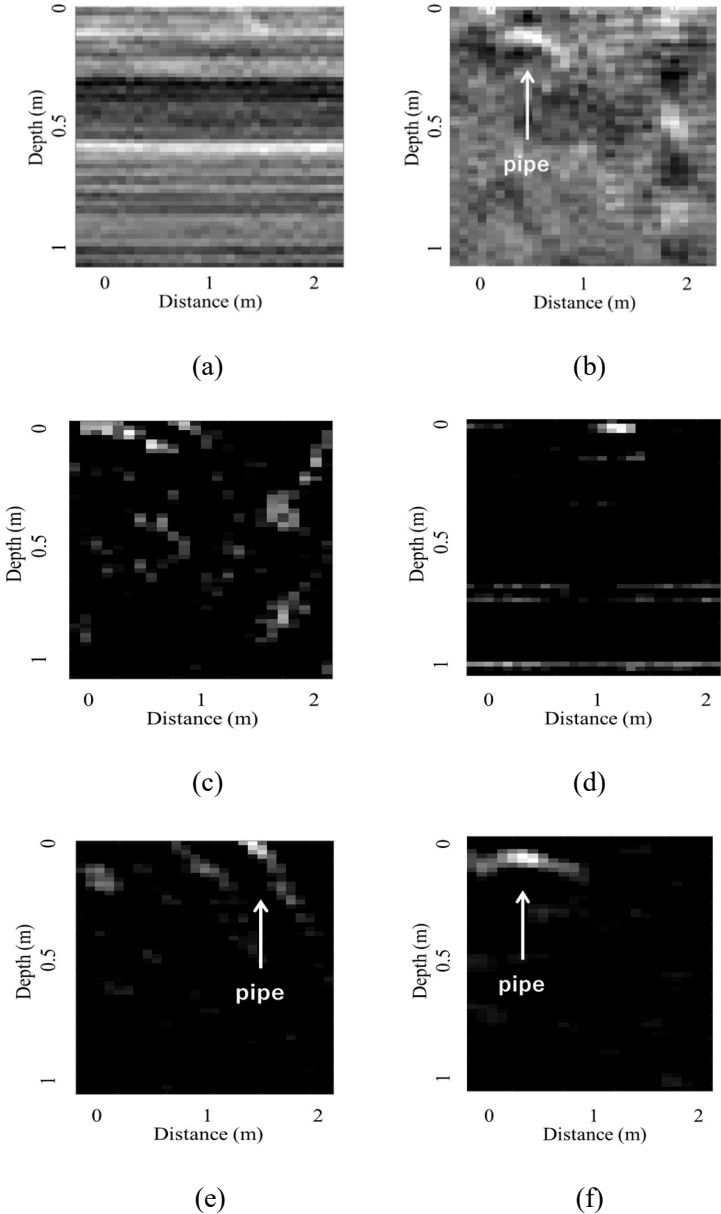 0
0.5
1
Depth (m)
0 1 2
Distance (m)
(a)
0
0.5
1
Depth (m)
pipe
0 1 2
Distance (m)
(b)
0
0.5
1
Depth (m)
0 1 2
Distance (m)
(c)
0
0.5
1
Depth (m)
0 1 2
Distance (m)
(d)
0
0.5
1
Depth (m)
pipe
0 1 2
Distance (m)
(e)
0
0.5
1
Depth (m)
pipe
0 1 2
Distance (m)
(f)